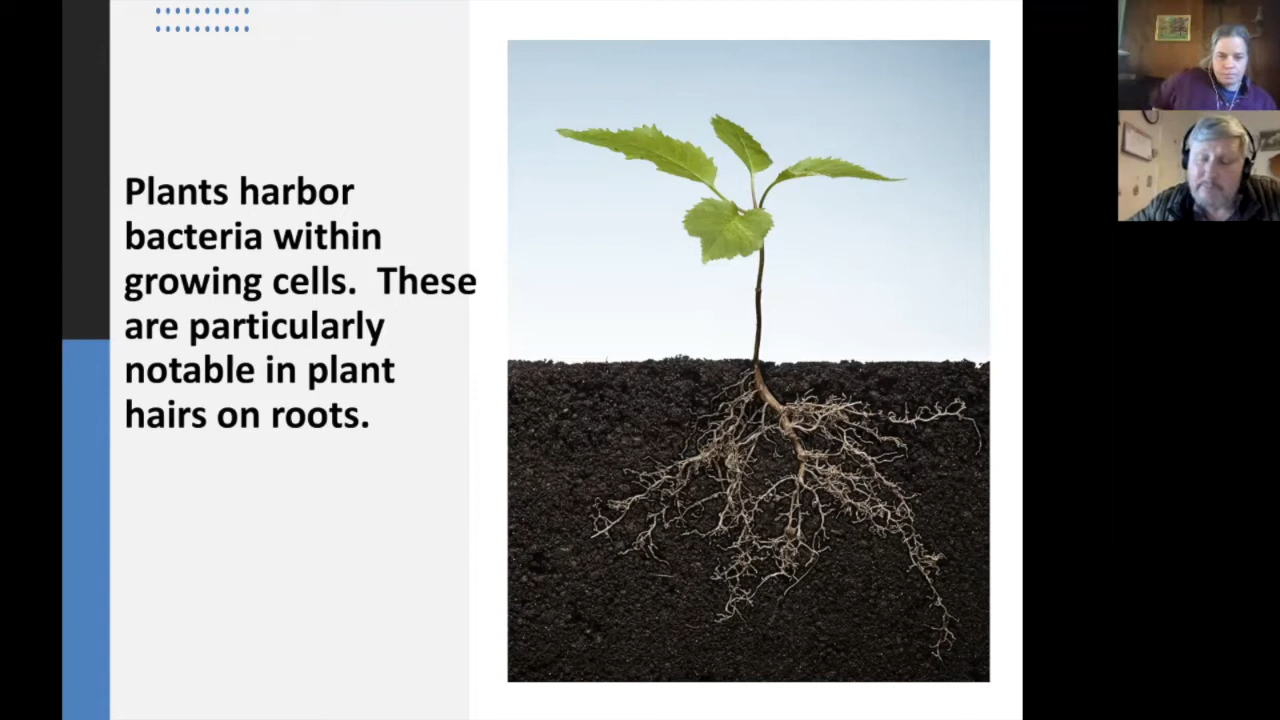 Plants harbor
bacteria within
growing cells.  These
are particularly
notable in plant
hairs on roots.